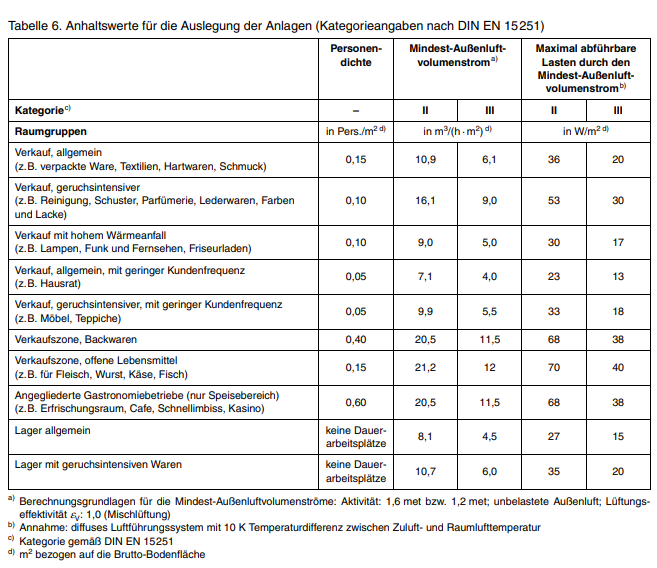 Tabelle 6. Anhaltswerte für die Auslegung der Anlagen (Kategorieangaben nach DIN EN 15251)
Personen-
dichte
Mindest-Außenluft-
volumenstrom a)
Maximal abführbare
Lasten durch den
Mindest-Außenluft-
volumenstrom b)
Kategorie c) – II III II III
Raumgruppen in Pers./m² d) in m³/(h · m²) d) in W/m² d)
Verkauf, allgemein
(z. B. verpackte Ware, Textilien, Hartwaren, Schmuck) 0,15 10,9 6,1 36 20
Verkauf, geruchsintensiver
(z. B. Reinigung, Schuster, Parfümerie, Lederwaren, Farben
und Lacke) 0,10 16,1 9,0 53 30
Verkauf mit hohem Wärmeanfall
(z. B. Lampen, Funk und Fernsehen, Friseurladen) 0,10 9,0 5,0 30 17
Verkauf, allgemein, mit geringer Kundenfrequenz
(z. B. Hausrat) 0,05 7,1 4,0 23 13
Verkauf, geruchsintensiver, mit geringer Kundenfrequenz
(z. B. Möbel, Teppiche) 0,05 9,9 5,5 33 18
Verkaufszone, Backwaren 0,40 20,5 11,5 68 38
Verkaufszone, offene Lebensmittel
(z. B. für Fleisch, Wurst, Käse, Fisch) 0,15 21,2 12 70 40
Angegliederte Gastronomiebetriebe (nur Speisebereich)
(z. B. Erfrischungsraum, Cafe, Schnellimbiss, Kasino) 0,60 20,5 11,5 68 38
Lager allgemein keine Dauer-
arbeitsplätze 8,1 4,5 27 15
Lager mit geruchsintensiven Waren keine Dauer-
arbeitsplätze 10,7 6,0 35 20
a) Berechnungsgrundlagen für die Mindest-Außenluftvolumenströme: Aktivität: 1,6 met bzw. 1,2 met; unbelastete Außenluft; Lüftungs-
effektivität εv: 1,0 (Mischlüftung)
b) Annahme: diffuses Luftführungssystem mit 10 K Temperaturdifferenz zwischen Zuluft- und Raumlufttemperatur
c) Kategorie gemäß DIN EN 15251
d) m² bezogen auf die Brutto-Bodenfläche